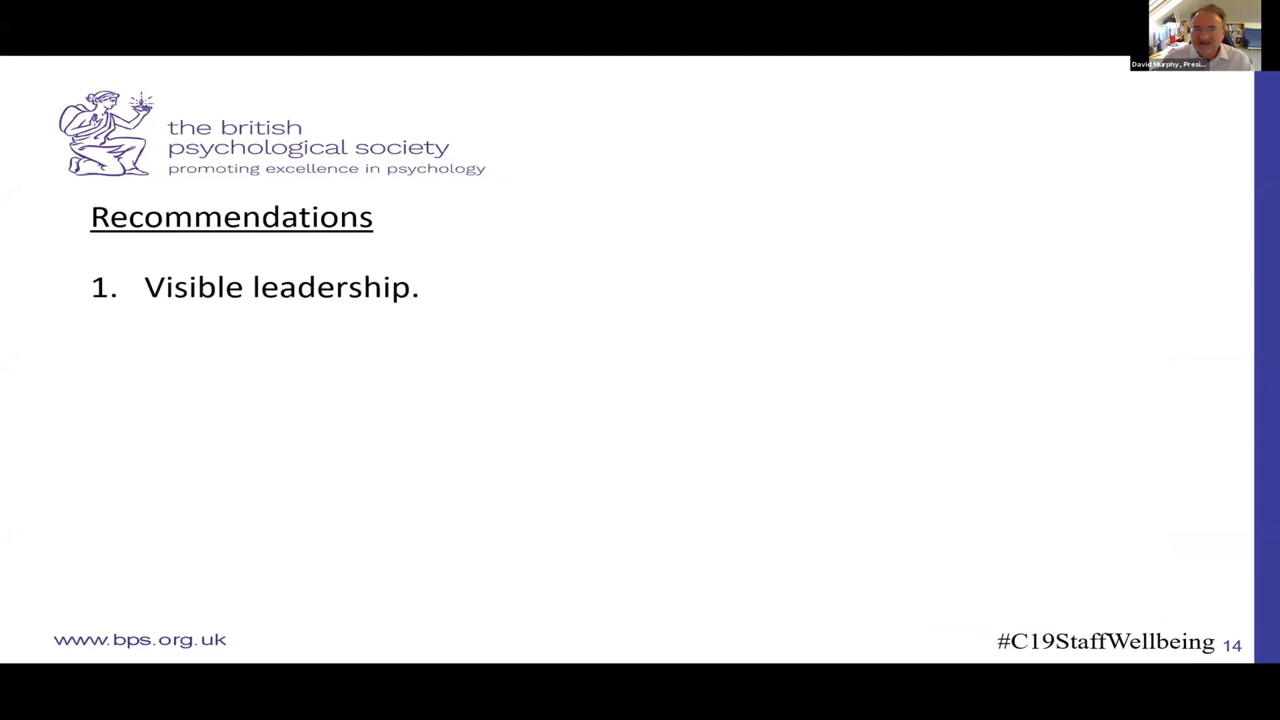 David Murphy, Presi...
the british
psychological society
promoting excellence in psychology
Recommendations
1. Visible leadership.
www.bps.org.uk
#C19StaffWellbeing 14